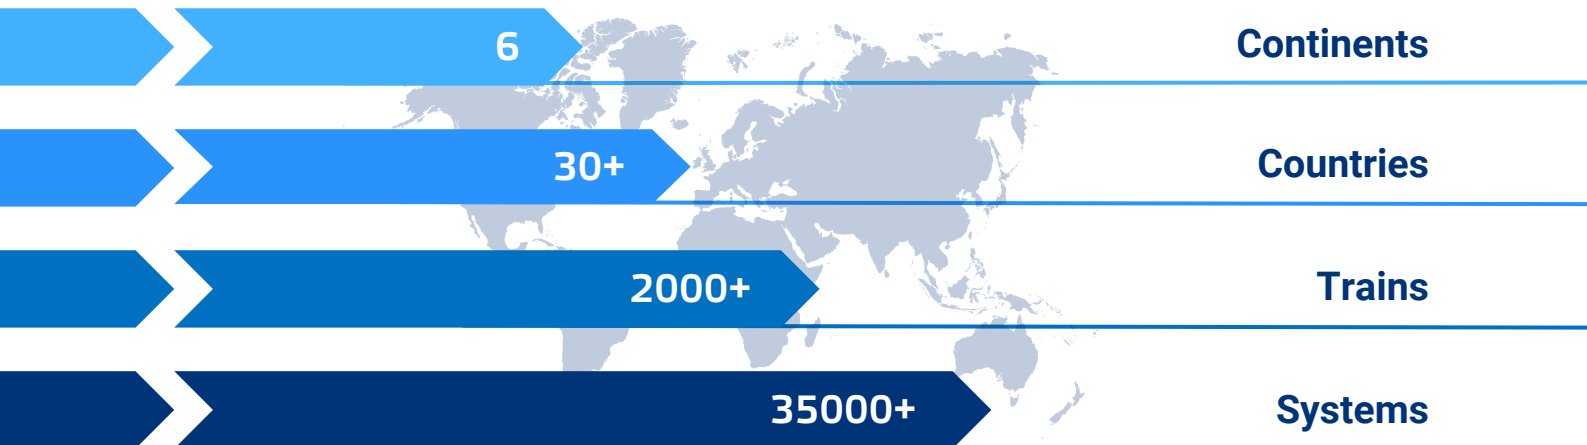 6 Continents
30+ Countries
2000+ Trains
35000+ Systems